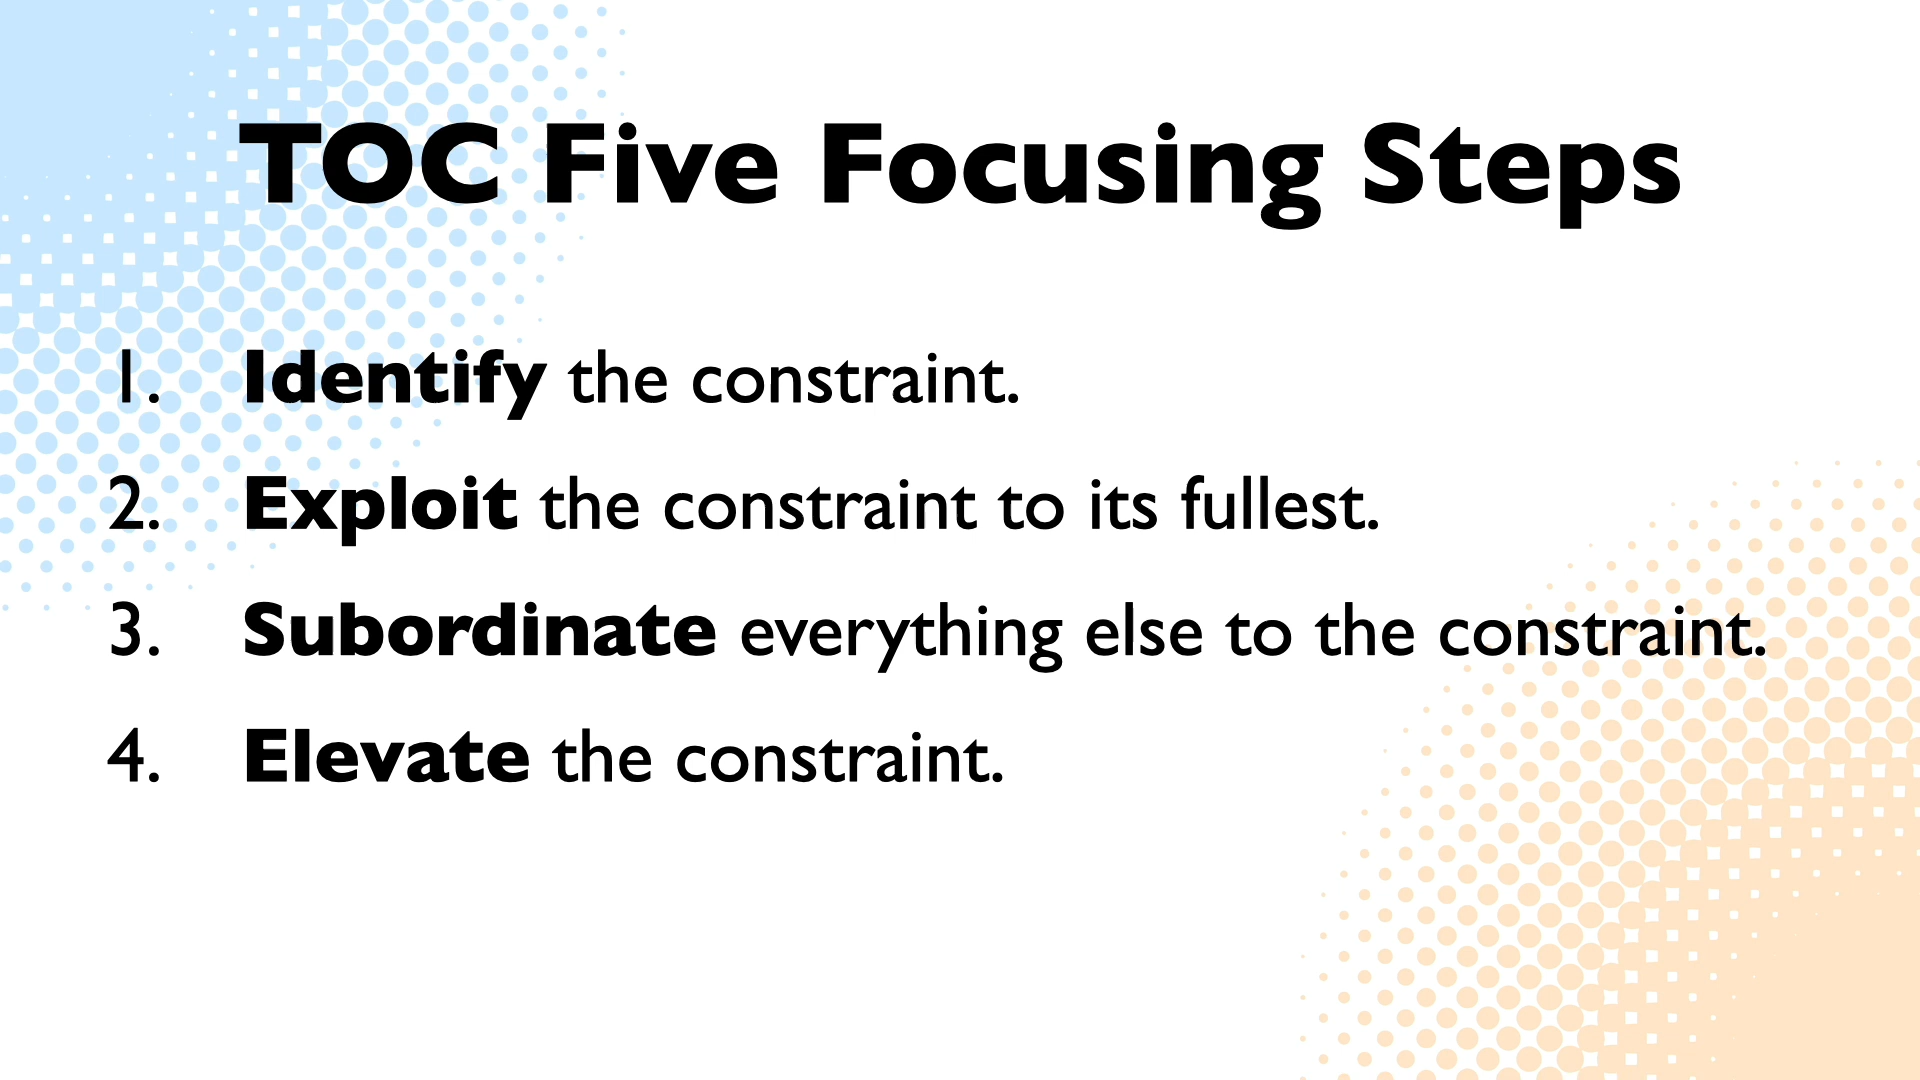 TOC Five Focusing Steps
1. Identify the constraint.
2. Exploit the constraint to its fullest.
3. Subordinate everything else to the constraint.
4. Elevate the constraint.